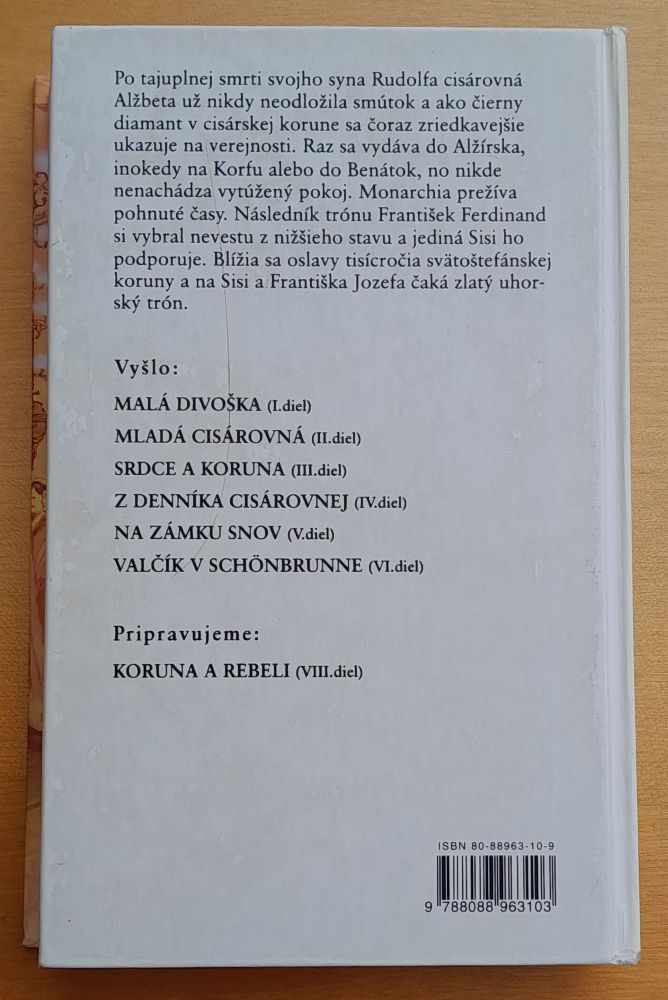 Po tajuplnej smrti svojho syna Rudolfa cisárovná
Alžbeta už nikdy neodložila smútok a ako čierny
diamant v cisárskej korune sa čoraz zriedkavejšie
ukazuje na verejnosti. Raz sa vydáva do Alžírska,
inokedy na Korfu alebo do Benátok, no nikde
nenachádza vytúžený pokoj. Monarchia prežíva
pohnuté časy. Následník trónu František Ferdinand
si vybral nevestu z nižšieho stavu a jediná Sisi ho
podporuje. Blížia sa oslavy tisícročia svätoštefánskej
koruny a na Sisi a Františka Jozefa čaká zlatý uhor-
ský trón.
Vyšlo:
MALÁ DIVOŠKA (I.diel)
MLADÁ CISÁROVNÁ (II.diel)
SRDCE A KORUNA (III.diel)
Z DENNÍKA CISÁROVNEJ (IV.diel)
NA ZÁMKU SNOV (V.diel)
VALČÍK V SCHÖNBRUNNE (VI.diel)
Pripravujeme:
KORUNA A REBELI (VIII.diel)
ISBN 80-88963-10-9
9 788088 963103